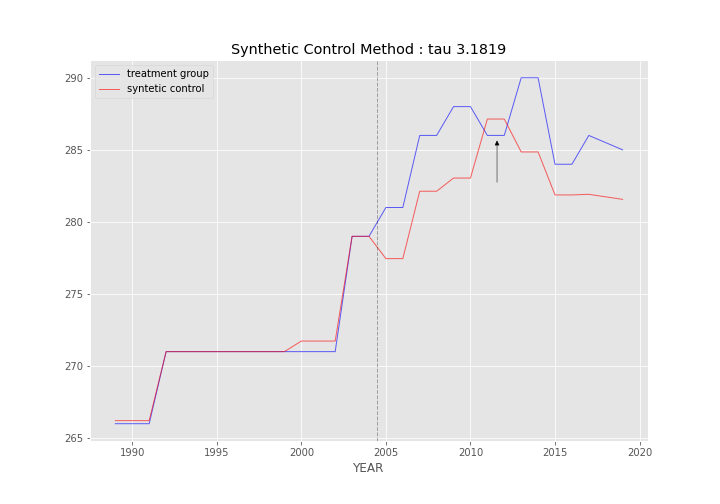 Synthetic Control Method : tau 3.1819
treatment group
syntetic control
290
285
280
275
270
265
1990 1995 2000 2005 2010 2015 2020
YEAR